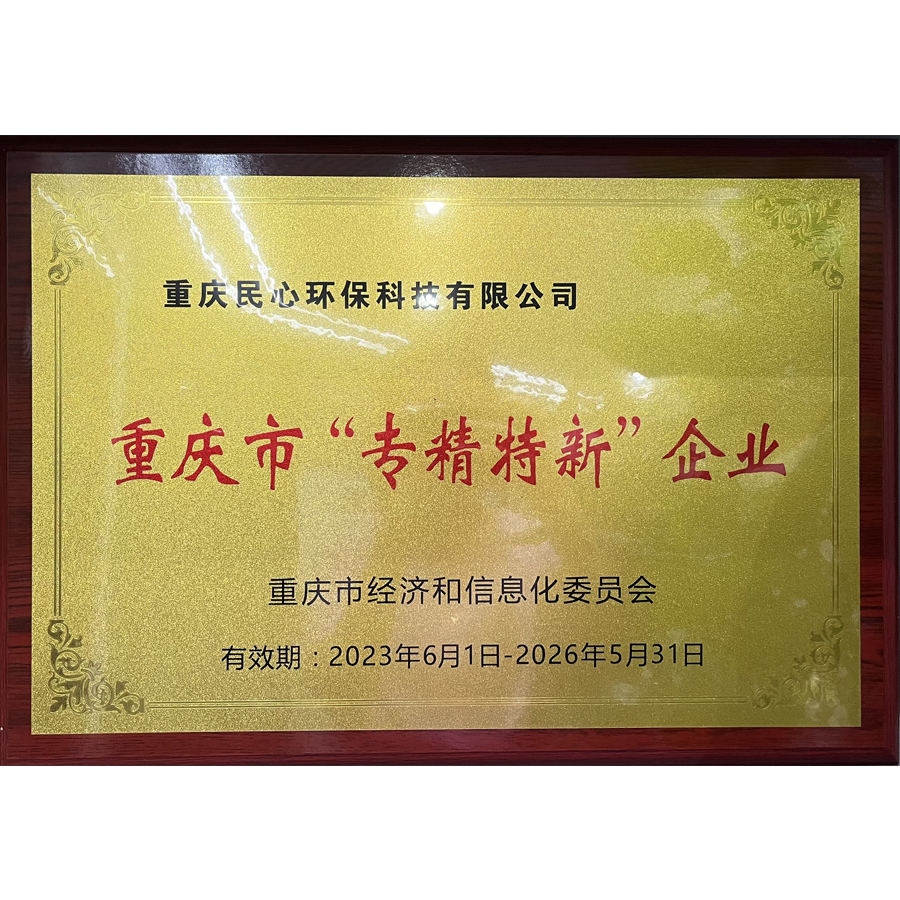 重庆民心环保科技有限公司
重庆市“专精特新”企业
重庆市经济和信息化委员会
有效期：2023年6月1日-2026年5月31日